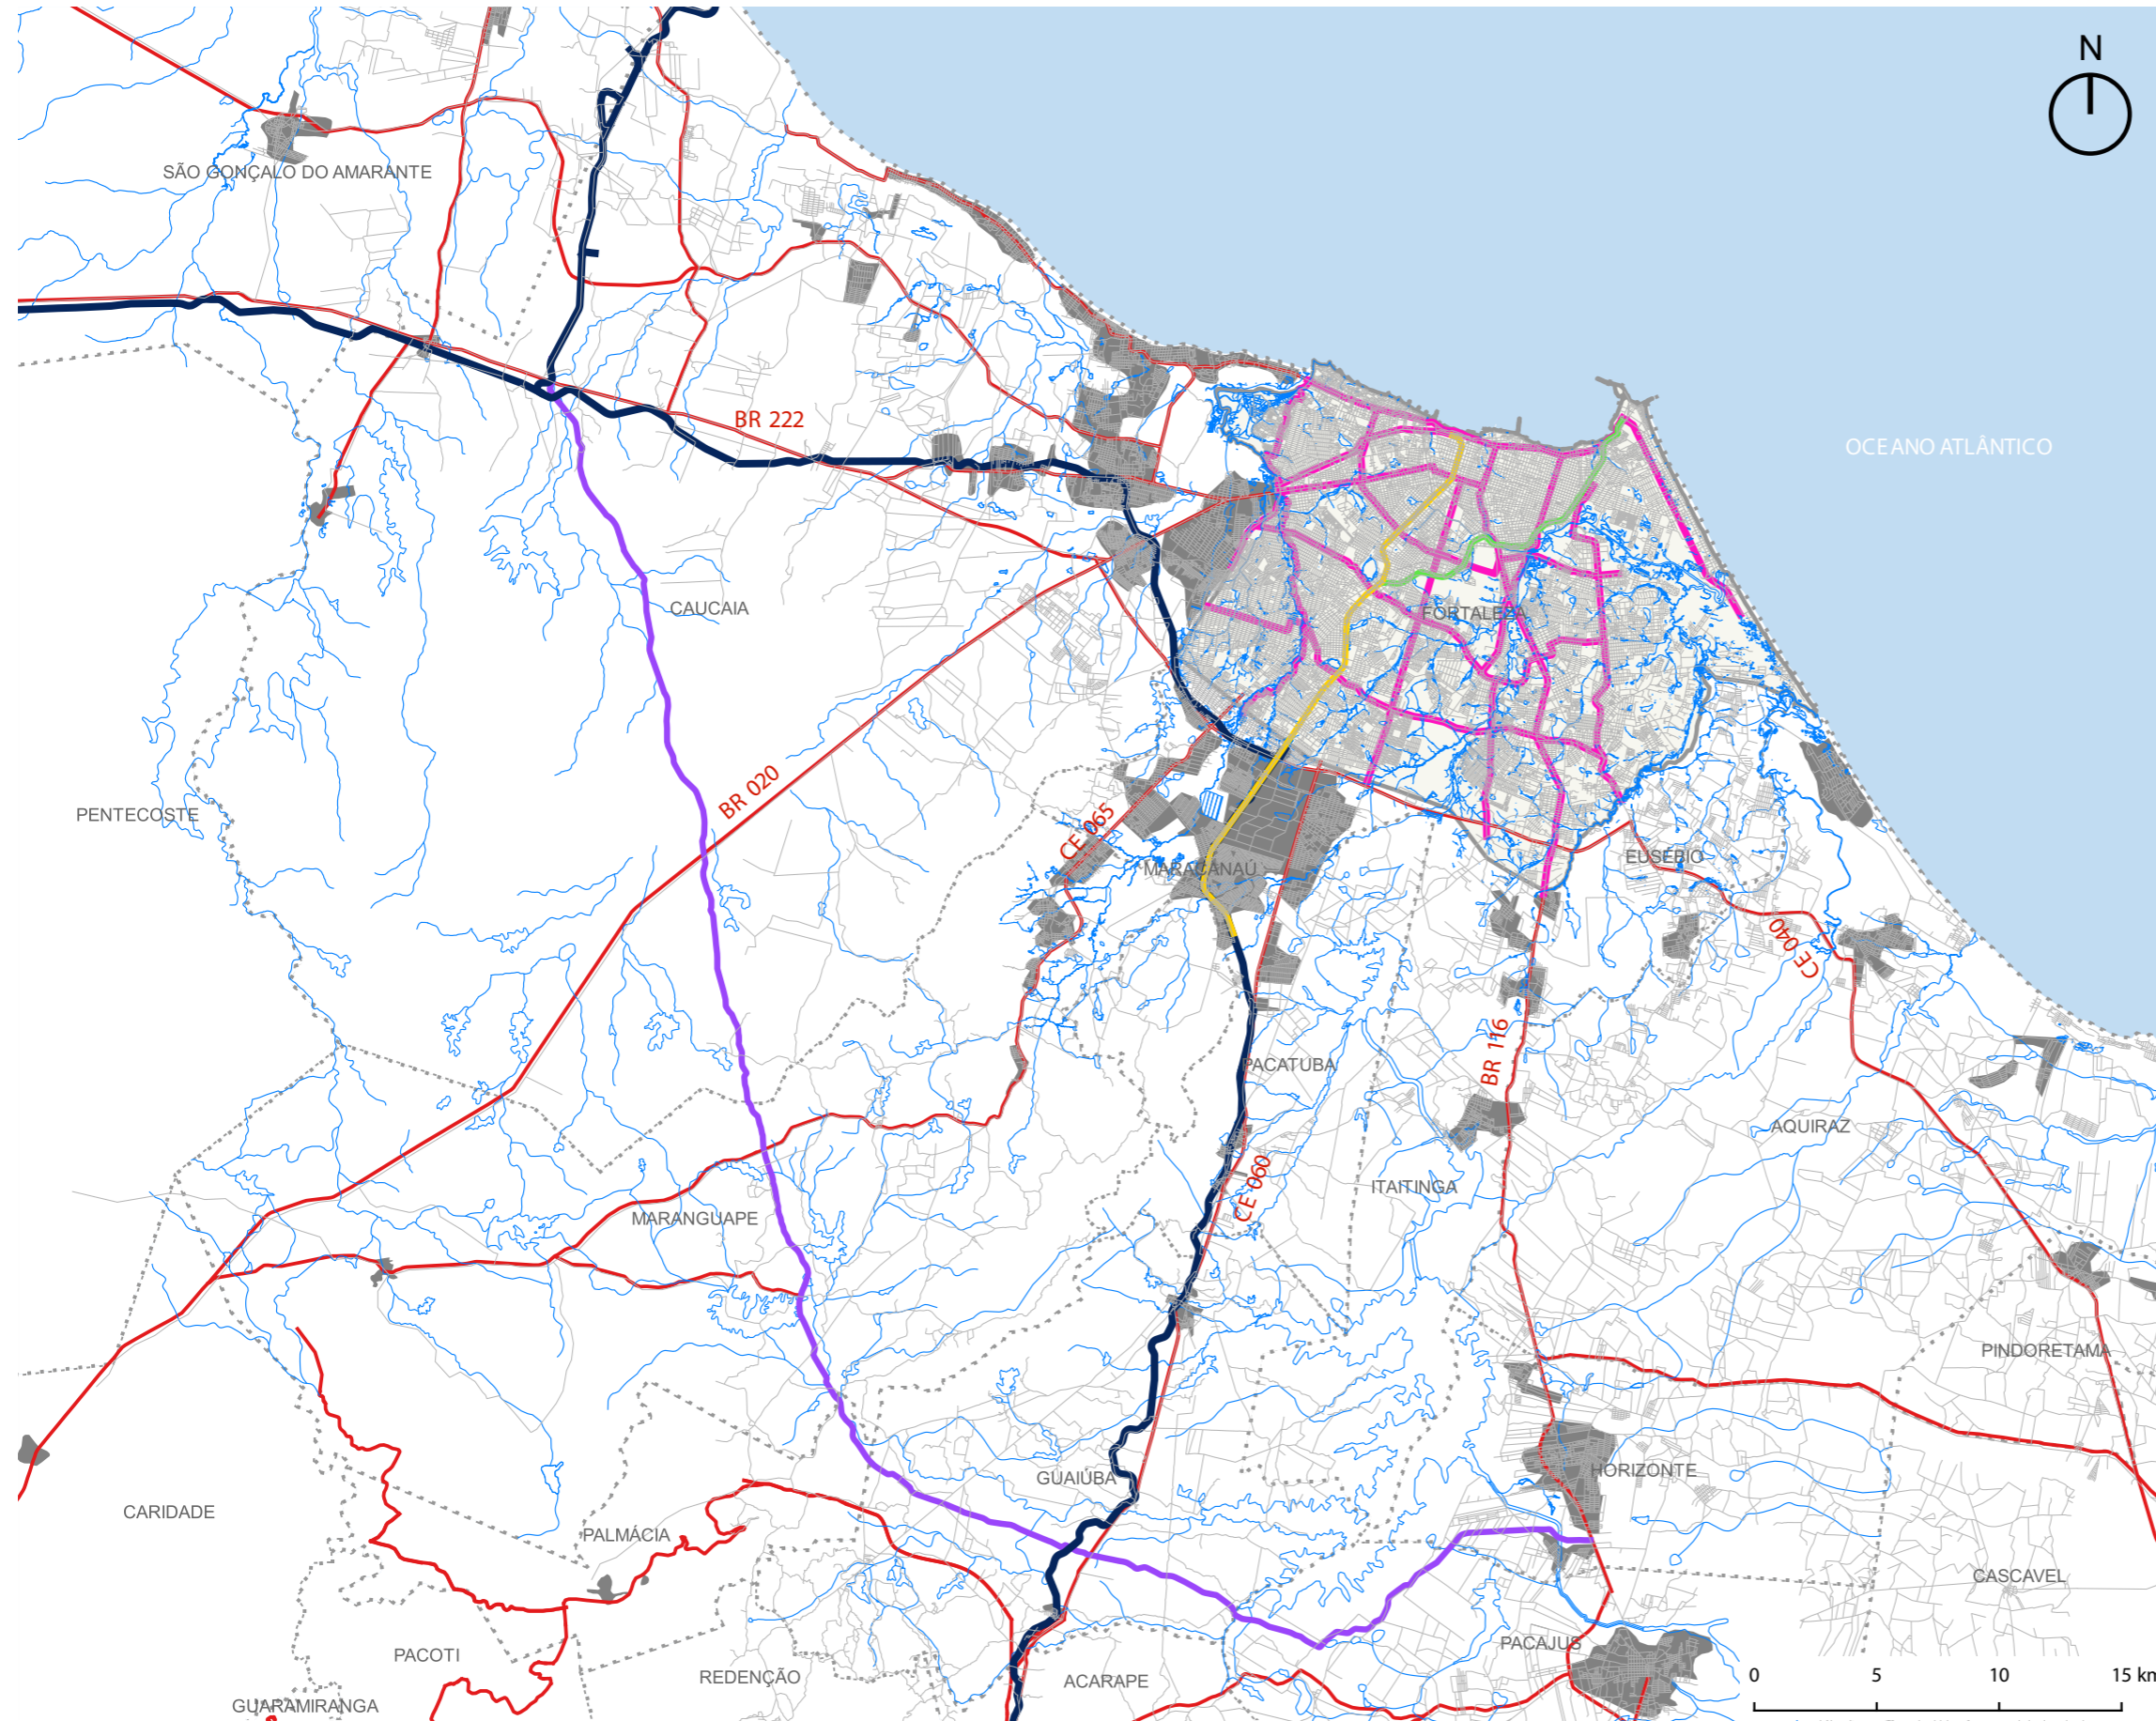 N
SÃO GONÇALO DO AMARANTE
BR 222
OCEANO ATLÂNTICO
CAUCAIA
FORTALEZA
BR 020
PENTECOSTE
CE 065
MARACANAÚ
EUSÉBIO
CE 040
BR 116
PACATUBA
AQUIRAZ
CE 060
ITAITINGA
MARANGUAPE
PINDORETAMA
GUAIÚBA
HORIZONTE
CARIDADE
PALMÁCIA
CASCAVEL
PACOTI
REDENÇÃO
ACARAPE
PACAJUS
GUARAMIRANGA
0 5 10 15 km